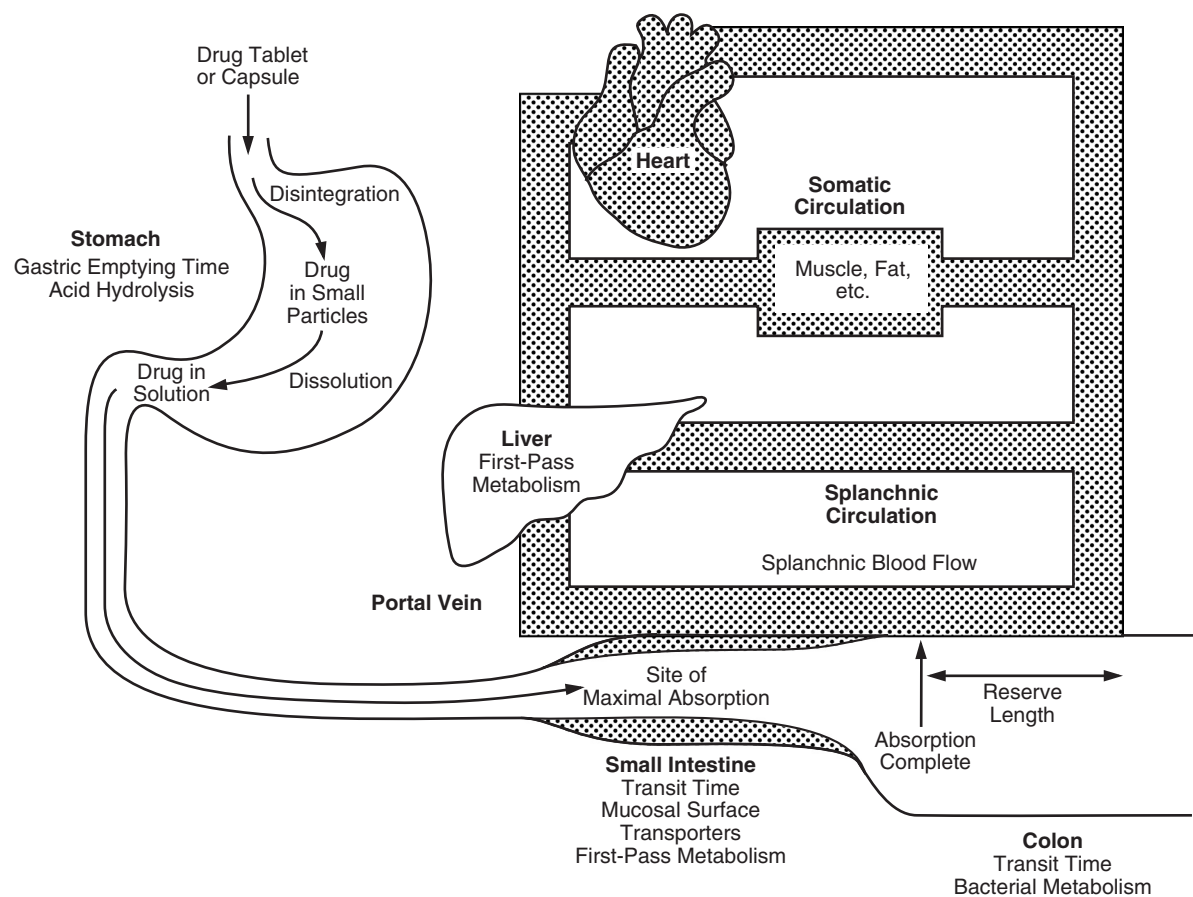 Drug Tablet
or Capsule
Disintegration
Stomach
Gastric Emptying Time
Acid Hydrolysis
Drug
in Small
Particles
Drug in
Solution
Dissolution
Heart
Somatic
Circulation
Muscle, Fat,
etc.
Liver
First-Pass
Metabolism
Splanchnic
Circulation
Splanchnic Blood Flow
Portal Vein
Site of
Maximal Absorption
Reserve
Length
Absorption
Complete
Small Intestine
Transit Time
Mucosal Surface
Transporters
First-Pass Metabolism
Colon
Transit Time
Bacterial Metabolism